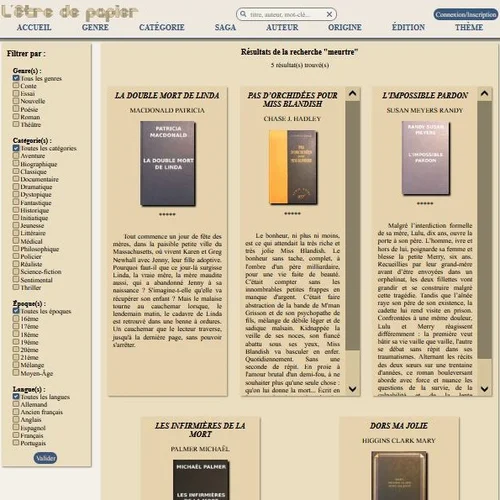 L'être de papier
titre, auteur, mot-clé...
Connexion/Inscription
ACCUEIL GENRE CATÉGORIE SAGA AUTEUR ORIGINE ÉDITION THÈME
Filtrer par :
Genre(s) :
Tous les genres
Conte
Essai
Nouvelle
Poésie
Roman
Théâtre
Catégorie(s) :
Toutes les catégories
Aventure
Biographique
Classique
Documentaire
Dramatique
Dystopique
Fantastique
Historique
Initiatique
Jeunesse
Littéraire
Médical
Philosophique
Policier
Réaliste
Science-fiction
Sentimental
Thriller
Époque(s) :
Toutes les époques
16ème
17ème
18ème
19ème
20ème
21ème
Mélange
Moyen-Âge
Langue(s) :
Toutes les langues
Allemand
Ancien français
Anglais
Espagnol
Français
Portugais
Valider
Résultats de la recherche "meurtre"
5 résultat(s) trouvé(s)
LA DOUBLE MORT DE LINDA
MACDONALD PATRICIA
PATRICIA
MACDONALD
LA DOUBLE MORT
DE LINDA
*****
Tout commence un jour de fête des
mères, dans la paisible petite ville du
Massachusetts, où vivent Karen et Greg
Newhall avec Jenny, leur fille adoptive.
Pourquoi faut-il que ce jour-là surgisse
Linda, la vraie mère, la mère maudite
aussi, qui a abandonné Jenny à sa
naissance ? S'imagine-t-elle qu'elle va
récupérer son enfant ? Mais le malaise
tourne au cauchemar lorsque, le
lendemain matin, le cadavre de Linda
est retrouvé dans une benne à ordures.
Un cauchemar que le lecteur traverse,
jusqu'à la dernière page, sans pouvoir
s'arrêter.
PAS D'ORCHIDÉES POUR
MISS BLANDISH
CHASE J. HADLEY
*****
Le bonheur, ni plus ni moins,
est ce qui attendait la très riche et
très jolie Miss Blandish. Le
bonheur sans tache, complet, à
l'ombre d'un père milliardaire,
pour une vie faite de beauté.
C'était compter sans les
innombrables petites frappes en
manque d'argent. C'était faire
abstraction de la bande de M'man
Grisson et de son psychopathe de
fils, mélange de débile léger et de
sadique malsain. Kidnappée la
veille de ses noces, son fiancé
abattu sous ses yeux, Miss
Blandish va basculer en enfer.
Quotidiennement. Sans une
seconde de répit. En proie à
l'amour brutal d'un demi-fou, à ne
souhaiter plus qu'une seule chose :
qu'on lui donne la mort... Écrit en
L'IMPOSSIBLE PARDON
SUSAN MEYERS RANDY
RANDY SUSAN
MEYERS
L'IMPOSSIBLE
PARDON
*****
Malgré l'interdiction formelle
de sa mère, Lulu, dix ans, ouvre la
porte à son père. L'homme, ivre et
hors de lui, poignarde sa femme et
blesse la petite Merry, six ans.
Recueillies par leur grand-mère
avant d'être envoyées dans un
orphelinat, les deux fillettes vont
grandir et se construire malgré
cette tragédie. Tandis que l'aînée
raye son père de son existence, la
cadette lui rend visite en prison.
Confrontées à une même douleur,
Lulu et Merry réagissent
différemment : la première veut
bâtir sa vie vaille que vaille, l'autre
se débat sans répit dans ses
traumatismes. Alternant les récits
des deux sœurs sur une trentaine
d'années, ce roman bouleversant
aborde avec force et nuance les
questions de la survie, de la
LES INFIRMIÈRES DE LA
MORT
PALMER MICHAËL
MICHAËL PALMER
LES INFIRMIÈRES
DORS MA JOLIE
HIGGINS CLARK MARY